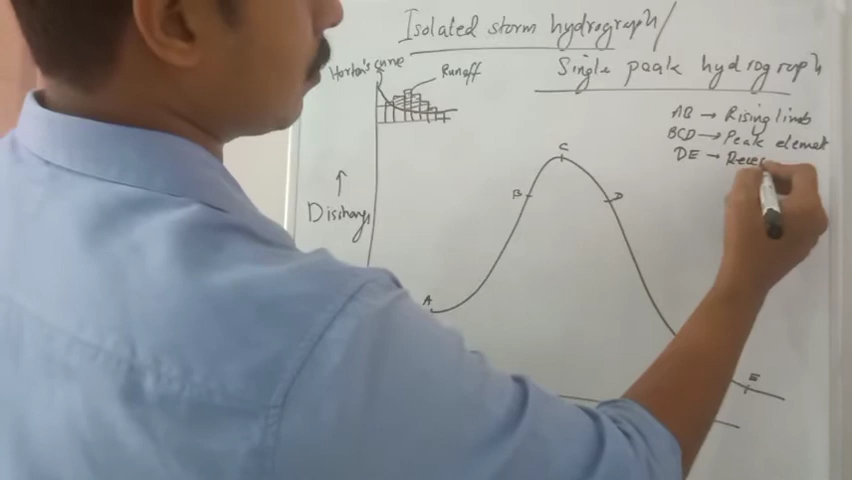 Isolated storm hydrograph/
Single peak hydrograph
Horton's curve
Runoff
AB → Rising limb
BCD → Peak element
DE → Reces
↑
Discharge
A
B
C
D
E